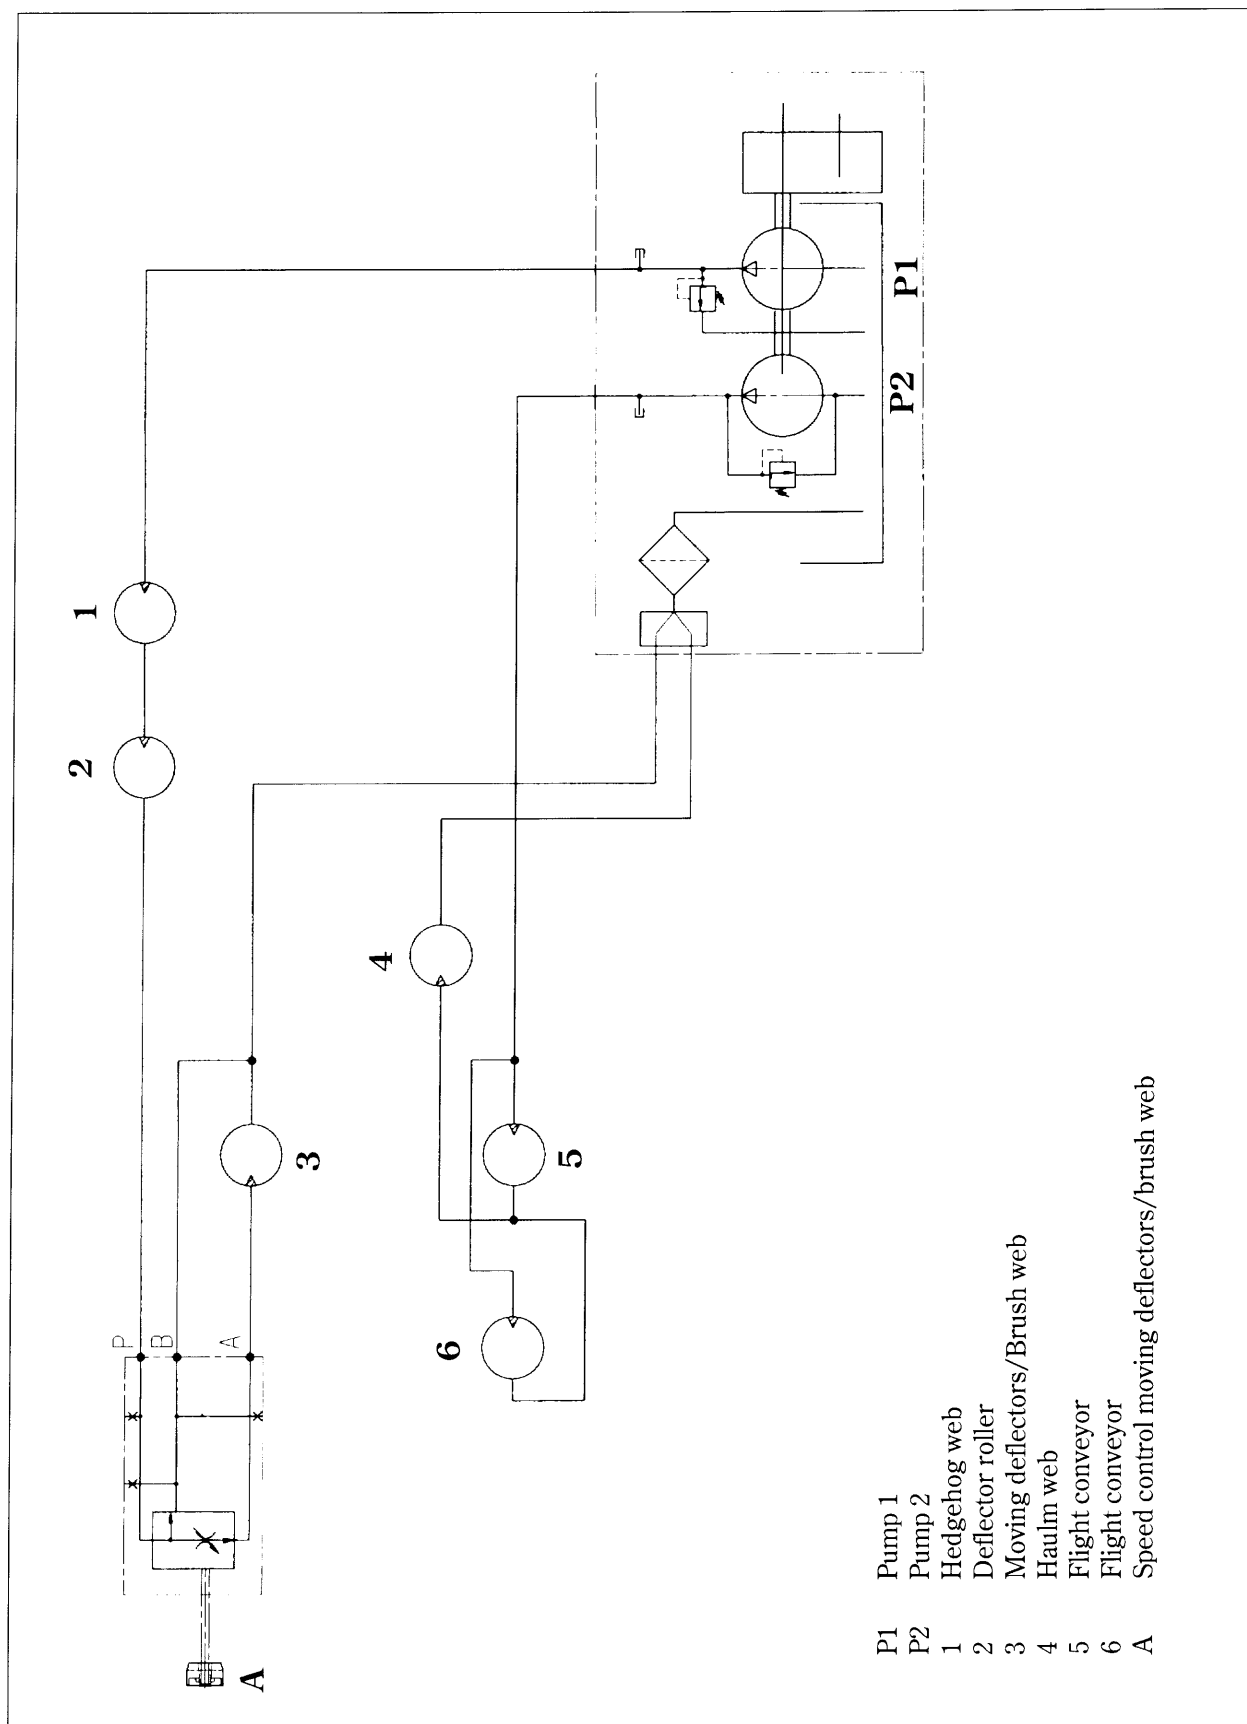 P1
P2
1
2
3
4
5
6
P
B
A
A
P1 Pump 1
P2 Pump 2
1 Hedgehog web
2 Deflector roller
3 Moving deflectors/Brush web
4 Haulm web
5 Flight conveyor
6 Flight conveyor
A Speed control moving deflectors/brush web